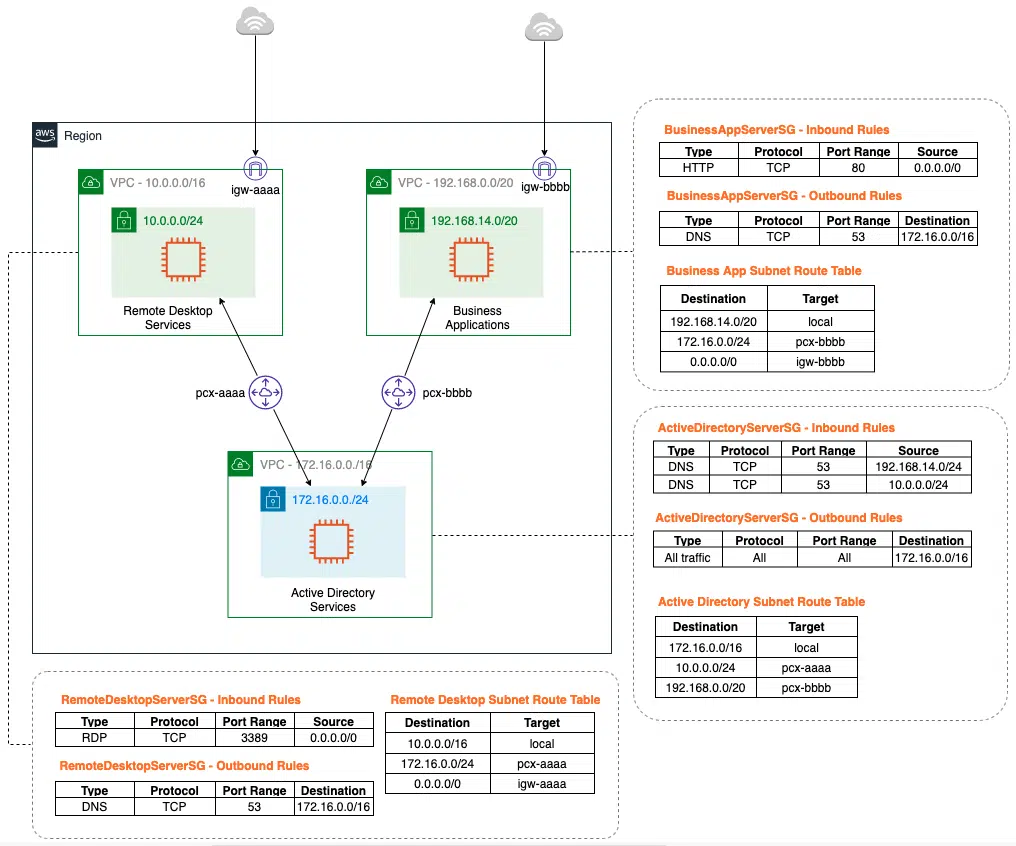 aws
Region
igw-aaaa
igw-bbbb
VPC - 10.0.0.0/16
10.0.0.0/24
Remote Desktop
Services
VPC - 192.168.0.0/20
192.168.14.0/20
Business
Applications
pcx-aaaa
pcx-bbbb
VPC - 172.16.0.0./16
172.16.0.0./24
Active Directory
Services
BusinessAppServerSG - Inbound Rules
Type Protocol Port Range Source
HTTP TCP 80 0.0.0.0/0
BusinessAppServerSG - Outbound Rules
Type Protocol Port Range Destination
DNS TCP 53 172.16.0.0/16
Business App Subnet Route Table
Destination Target
192.168.14.0/20 local
172.16.0.0/24 pcx-bbbb
0.0.0.0/0 igw-bbbb
ActiveDirectoryServerSG - Inbound Rules
Type Protocol Port Range Source
DNS TCP 53 192.168.14.0/24
DNS TCP 53 10.0.0.0/24
ActiveDirectoryServerSG - Outbound Rules
Type Protocol Port Range Destination
All traffic All All 172.16.0.0/16
Active Directory Subnet Route Table
Destination Target
172.16.0.0/16 local
10.0.0.0/24 pcx-aaaa
192.168.0.0/20 pcx-bbbb
RemoteDesktopServerSG - Inbound Rules
Type Protocol Port Range Source
RDP TCP 3389 0.0.0.0/0
RemoteDesktopServerSG - Outbound Rules
Type Protocol Port Range Destination
DNS TCP 53 172.16.0.0/16
Remote Desktop Subnet Route Table
Destination Target
10.0.0.0/16 local
172.16.0.0/24 pcx-aaaa
0.0.0.0/0 igw-aaaa